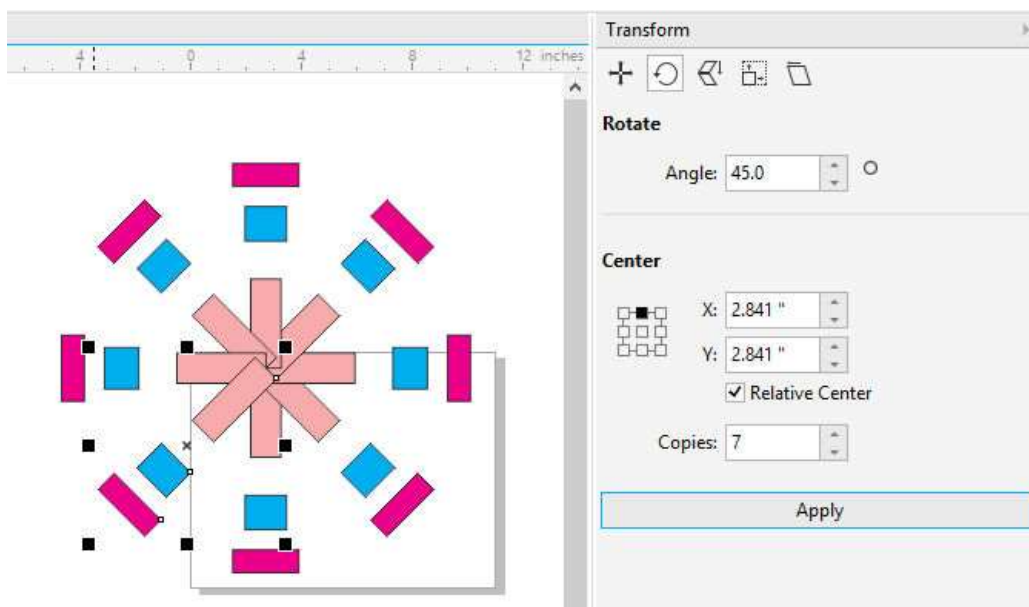 Transform
4 0 4 8 12 inches
Rotate
Angle: 45.0
Center
X: 2.841 "
Y: 2.841 "
Relative Center
Copies: 7
Apply